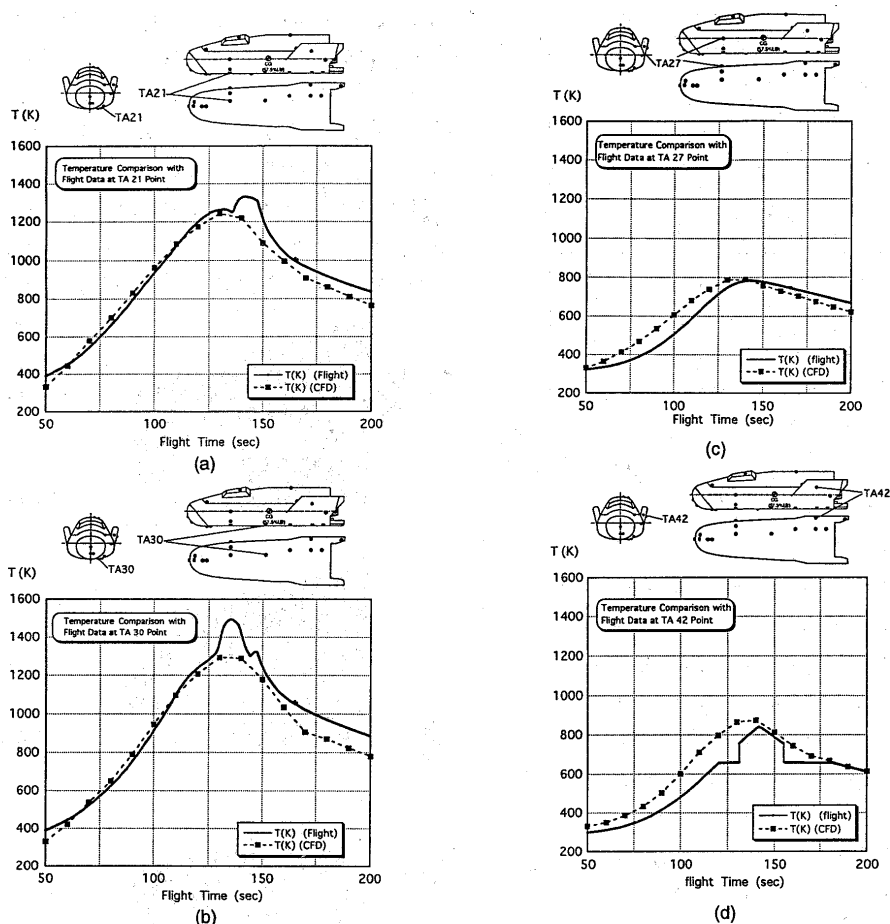 TA21
TA21
T (K)
1600
1400
1200
1000
800
600
400
200
Temperature Comparison with
Flight Data at TA 21 Point
T(K) (Flight)
T(K) (CFD)
50 100 150 200
Flight Time (sec)
(a)
TA30
TA30
T (K)
1600
1400
1200
1000
800
600
400
200
Temperature Comparison with
Flight Data at TA 30 Point
T(K) (Flight)
T(K) (CFD)
50 100 150 200
Flight Time (sec)
(b)
TA27
T (K)
1600
1400
1200
1000
800
600
400
200
Temperature Comparison with
Flight Data at TA 27 Point
T(K) (flight)
T(K) (CFD)
50 100 150 200
Flight Time (sec)
(c)
TA42
TA42
T (K)
1600
1400
1200
1000
800
600
400
200
Temperature Comparison with
Flight Data at TA 42 Point
T(K) (flight)
T(K) (CFD)
50 100 150 200
flight Time (sec)
(d)